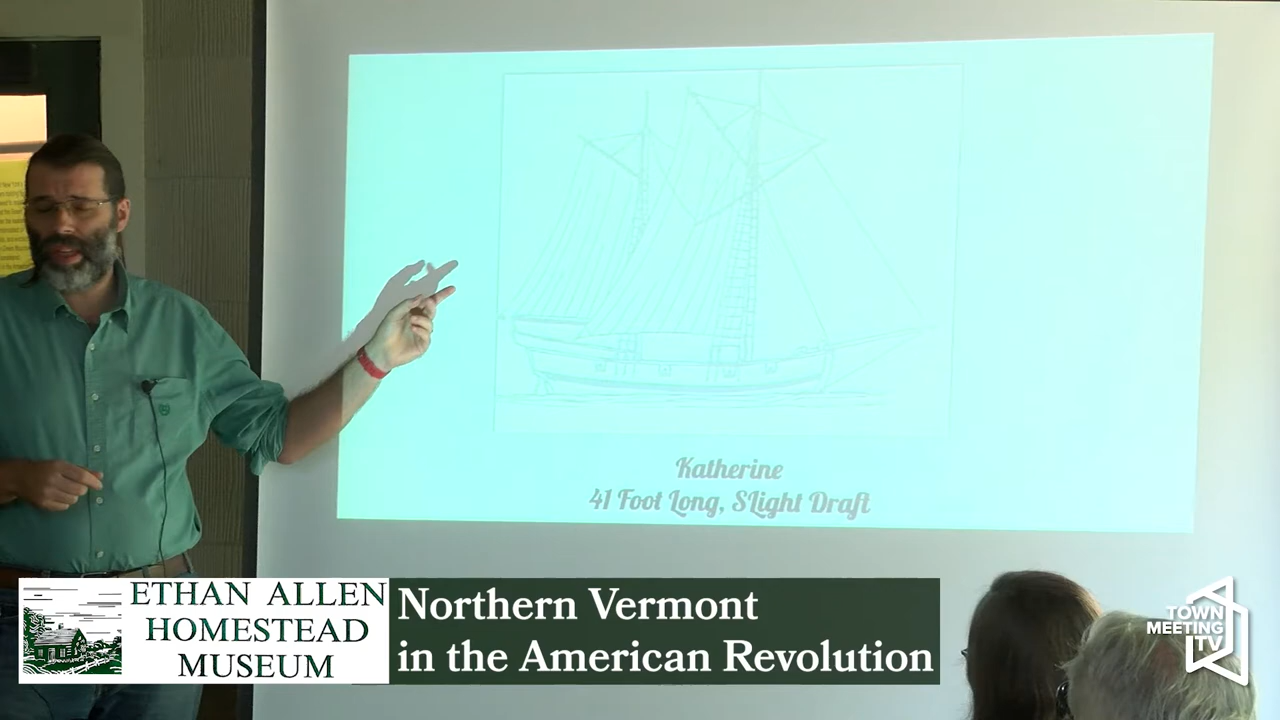 Katherine
41 Foot Long, SLight Draft
ETHAN ALLEN
HOMESTEAD
MUSEUM
Northern Vermont
in the American Revolution
TOWN
MEETING
TV